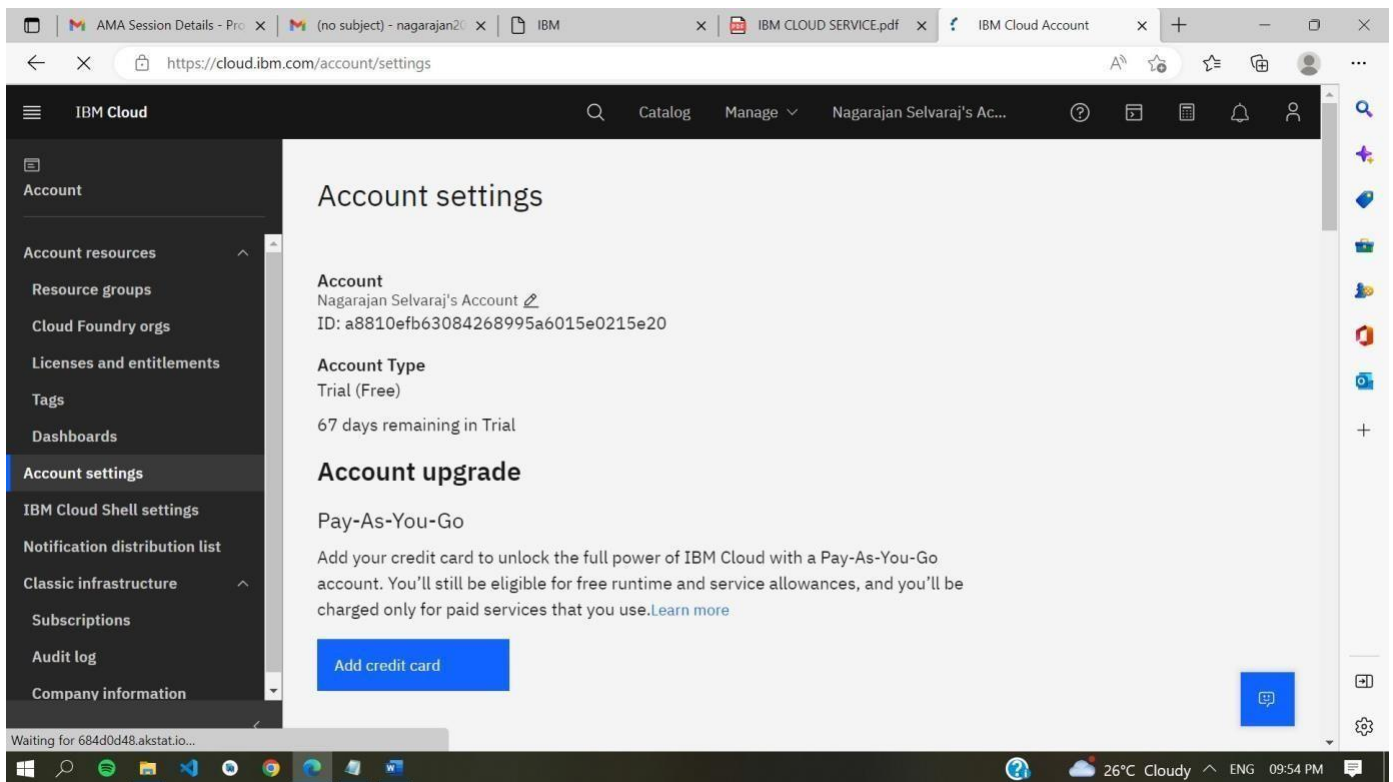 AMA Session Details - Pro
(no subject) - nagarajan20
IBM
IBM CLOUD SERVICE.pdf
IBM Cloud Account
https://cloud.ibm.com/account/settings
IBM Cloud
Catalog
Manage
Nagarajan Selvaraj's Ac...
Account
Account resources
Resource groups
Cloud Foundry orgs
Licenses and entitlements
Tags
Dashboards
Account settings
IBM Cloud Shell settings
Notification distribution list
Classic infrastructure
Subscriptions
Audit log
Company information
Account settings
Account
Nagarajan Selvaraj's Account
ID: a8810efb63084268995a6015e0215e20
Account Type
Trial (Free)
67 days remaining in Trial
Account upgrade
Pay-As-You-Go
Add your credit card to unlock the full power of IBM Cloud with a Pay-As-You-Go
account. You'll still be eligible for free runtime and service allowances, and you'll be
charged only for paid services that you use.Learn more
Add credit card
Waiting for 684d0d48.akstat.io...
26°C Cloudy
ENG
09:54 PM